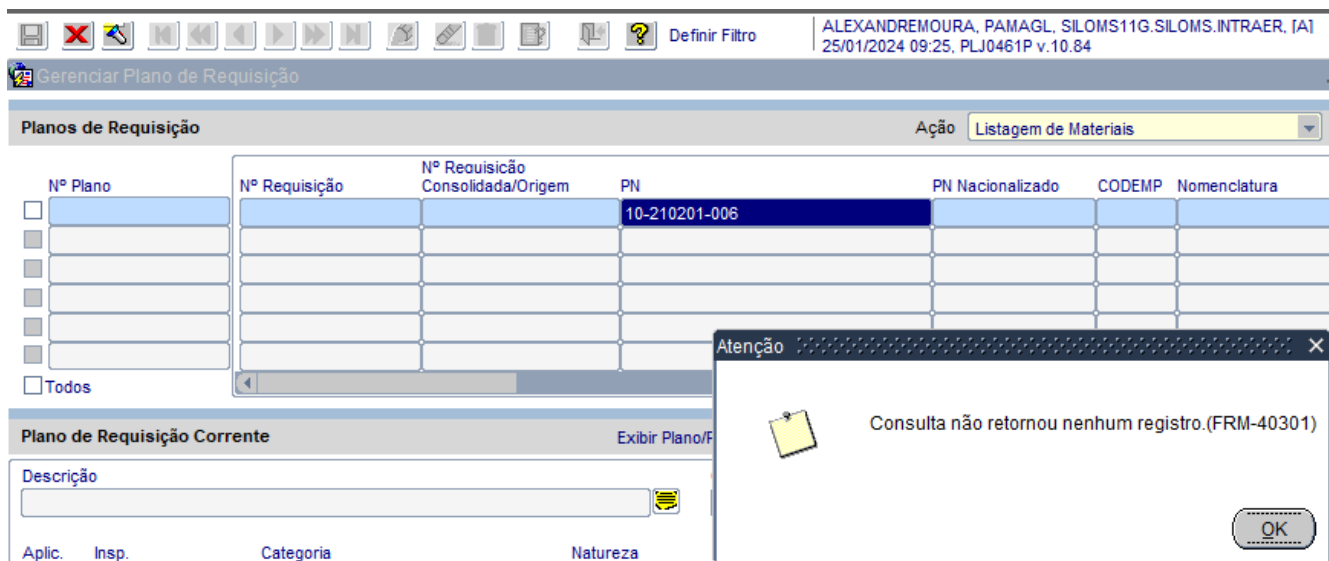 Definir Filtro
ALEXANDREMOURA, PAMAGL, SILOMS11G.SILOMS.INTRAER, [A]
25/01/2024 09:25, PLJ0461P v.10.84
Gerenciar Plano de Requisição
Planos de Requisição
Ação
Listagem de Materiais
Nº Plano
Nº Requisição
Nº Requisição
Consolidada/Origem
PN
PN Nacionalizado
CODEMP
Nomenclatura
10-210201-006
Todos
Atenção
Consulta não retornou nenhum registro.(FRM-40301)
OK
Plano de Requisição Corrente
Exibir Plano/
Descrição
Aplic.
Insp.
Categoria
Natureza